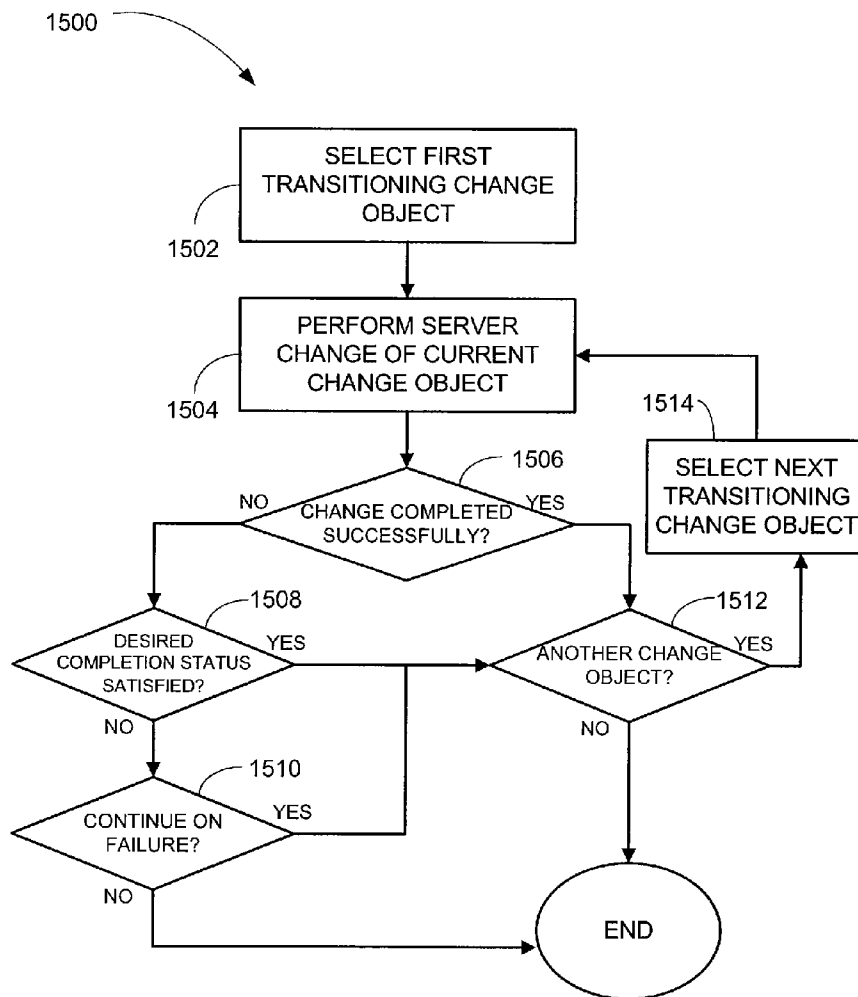 1500
SELECT FIRST
TRANSITIONING CHANGE
OBJECT
1502
PERFORM SERVER
CHANGE OF CURRENT
CHANGE OBJECT
1504
1514
SELECT NEXT
TRANSITIONING
CHANGE OBJECT
1506
NO
YES
CHANGE COMPLETED
SUCCESSFULLY?
1508
DESIRED
COMPLETION STATUS
SATISFIED?
YES
NO
1512
ANOTHER CHANGE
OBJECT?
YES
NO
1510
CONTINUE ON
FAILURE?
YES
NO
END